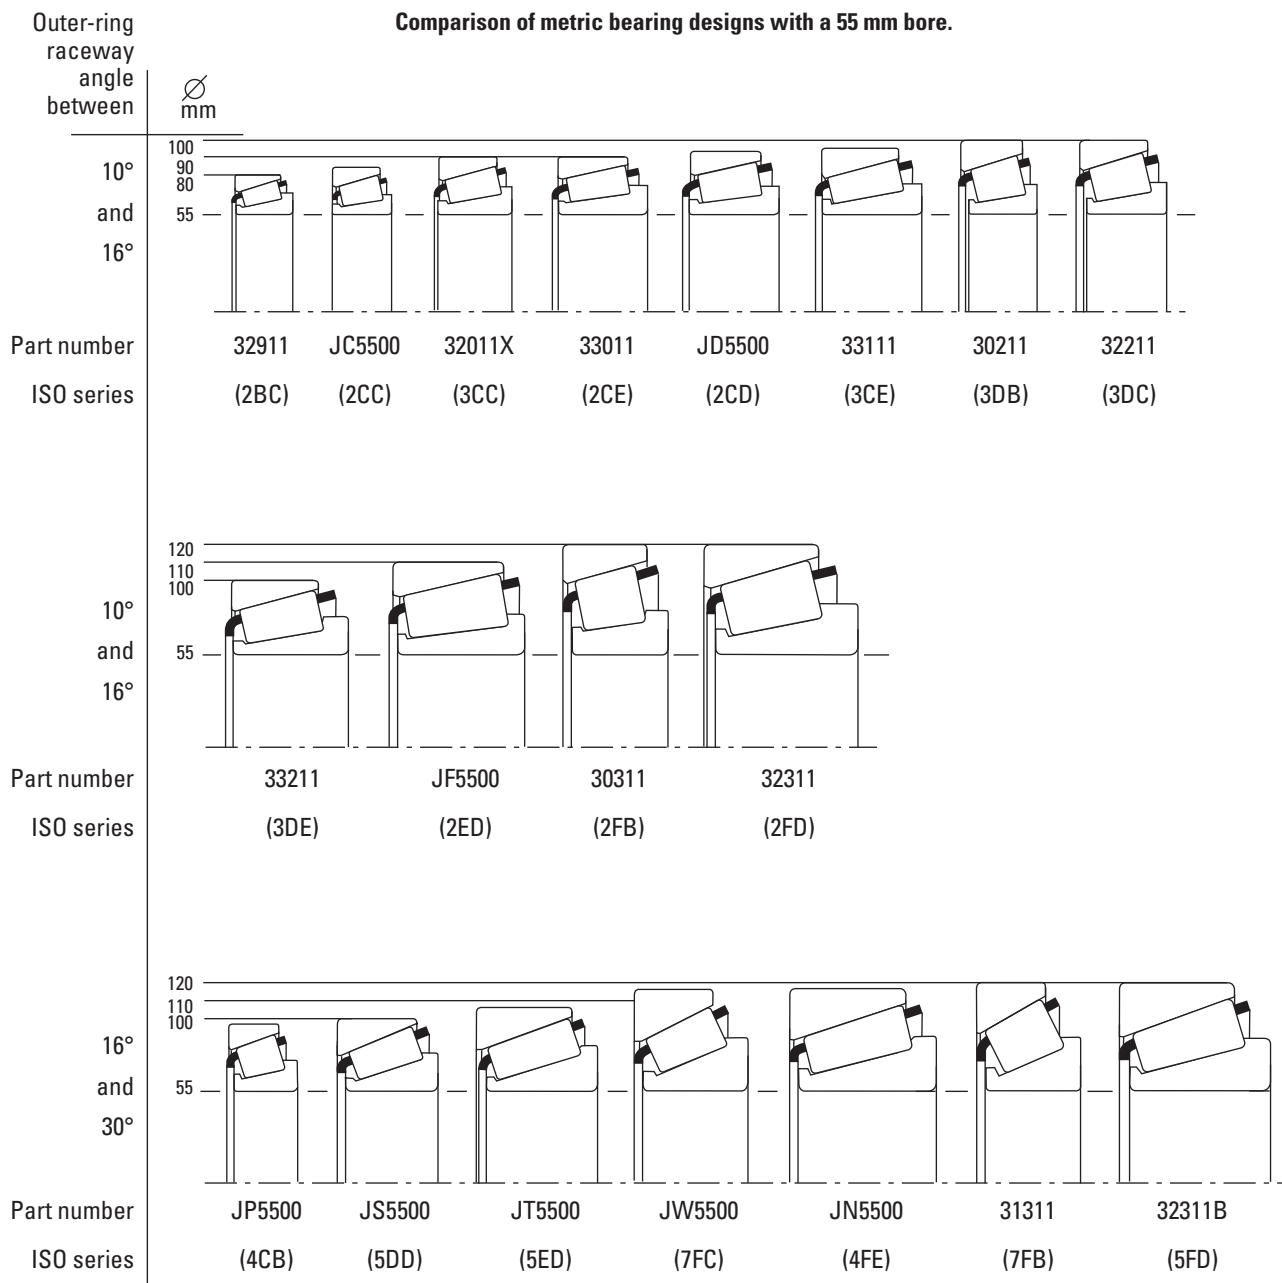 Comparison of metric bearing designs with a 55 mm bore.
Outer-ring
raceway
angle
between
Ø
mm
100
90
80
55
10°
and
16°
Part number 32911 JC5500 32011X 33011 JD5500 33111 30211 32211
ISO series (2BC) (2CC) (3CC) (2CE) (2CD) (3CE) (3DB) (3DC)
120
110
100
55
10°
and
16°
Part number 33211 JF5500 30311 32311
ISO series (3DE) (2ED) (2FB) (2FD)
120
110
100
55
16°
and
30°
Part number JP5500 JS5500 JT5500 JW5500 JN5500 31311 32311B
ISO series (4CB) (5DD) (5ED) (7FC) (4FE) (7FB) (5FD)